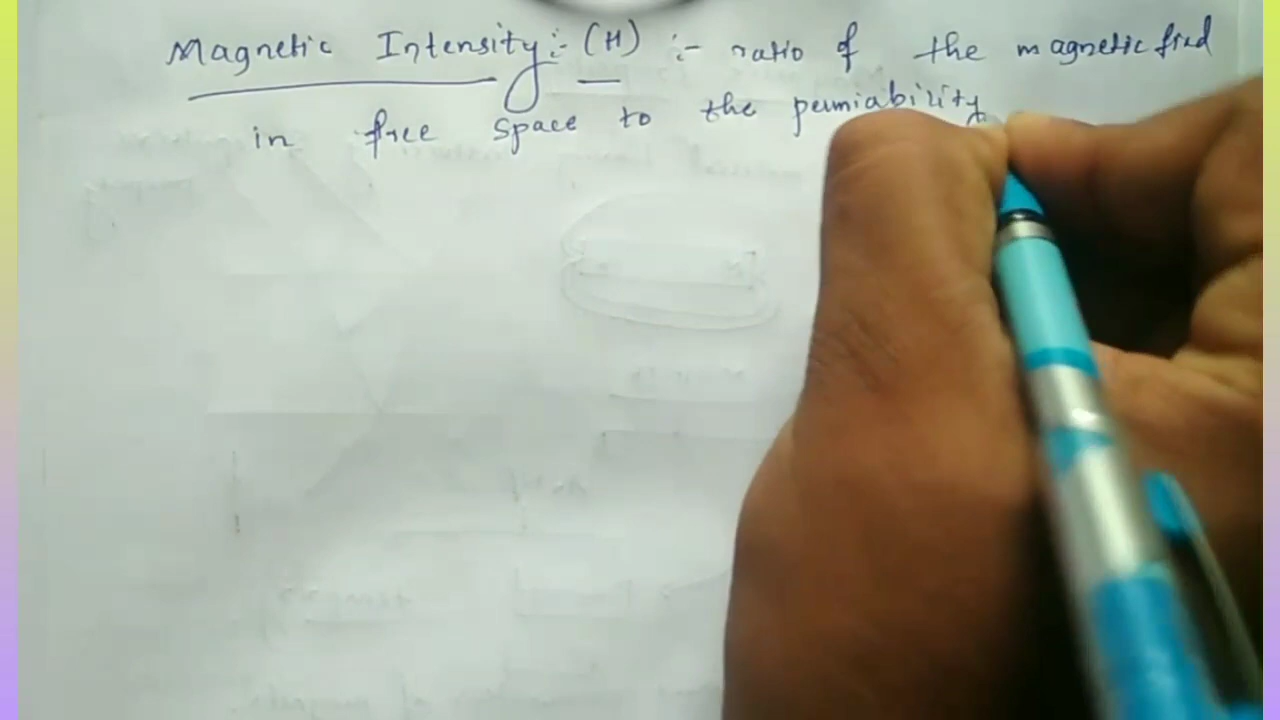 Magnetic Intensity:- (H) :- ratio of the magnetic field
in free space to the permiability